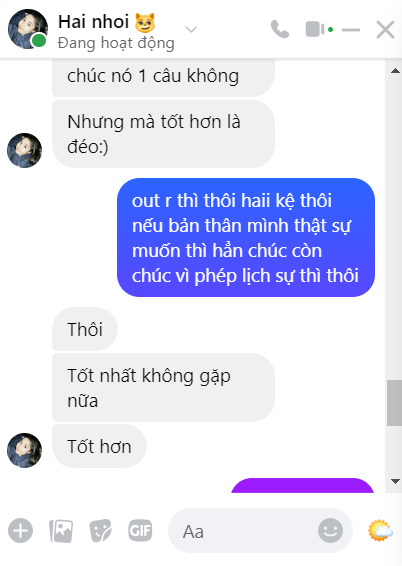 Hai nhoi 😼
Đang hoạt động
chúc nó 1 câu không
Nhưng mà tốt hơn là
đéo:)
out r thì thôi haii kệ thôi
nếu bản thân mình thật sự
muốn thì hẳn chúc còn
chúc vì phép lịch sự thì thôi
Thôi
Tốt nhất không gặp
nữa
Tốt hơn
GIF
Aa